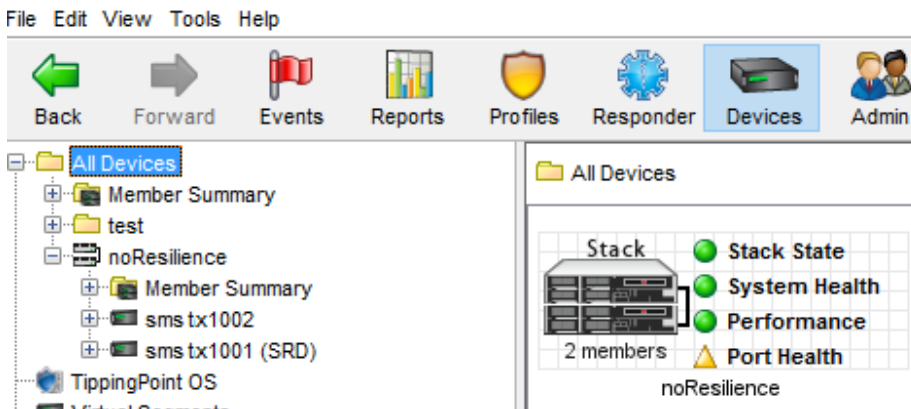 File Edit View Tools Help
Back Forward Events Reports Profiles Responder Devices Admin
All Devices
Member Summary
test
noResilience
Member Summary
sms tx1002
sms tx1001 (SRD)
TippingPoint OS
Virtual Segments
All Devices
Stack
2 members
Stack State
System Health
Performance
Port Health
noResilience